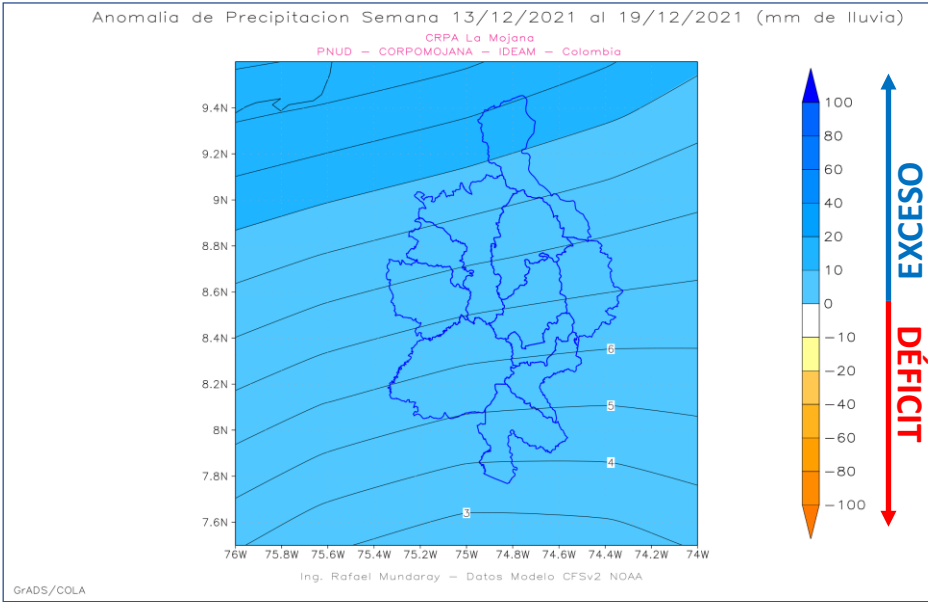 Anomalia de Precipitacion Semana 13/12/2021 al 19/12/2021 (mm de lluvia)
CRPA La Mojana
PNUD – CORPOMOJANA – IDEAM – Colombia
9.4N
9.2N
9N
8.8N
8.6N
8.4N
8.2N
8N
7.8N
7.6N
6
5
4
3
76W 75.8W 75.6W 75.4W 75.2W 75W 74.8W 74.6W 74.4W 74.2W 74W
100
80
60
40
20
10
0
−10
−20
−40
−60
−80
−100
EXCESO
DÉFICIT
Ing. Rafael Mundaray – Datos Modelo CFSv2 NOAA
GrADS/COLA